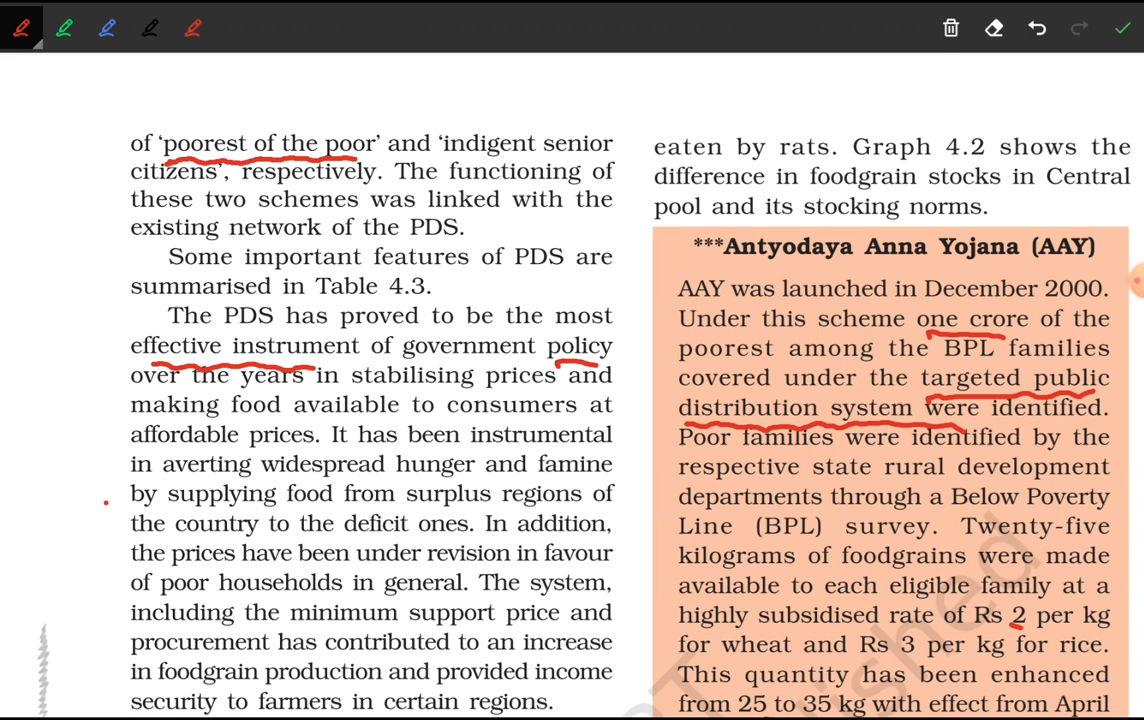 of ‘poorest of the poor’ and ‘indigent senior
citizens’, respectively. The functioning of
these two schemes was linked with the
existing network of the PDS.
Some important features of PDS are
summarised in Table 4.3.
The PDS has proved to be the most
effective instrument of government policy
over the years in stabilising prices and
making food available to consumers at
affordable prices. It has been instrumental
in averting widespread hunger and famine
by supplying food from surplus regions of
the country to the deficit ones. In addition,
the prices have been under revision in favour
of poor households in general. The system,
including the minimum support price and
procurement has contributed to an increase
in foodgrain production and provided income
security to farmers in certain regions.
eaten by rats. Graph 4.2 shows the
difference in foodgrain stocks in Central
pool and its stocking norms.
***Antyodaya Anna Yojana (AAY)
AAY was launched in December 2000.
Under this scheme one crore of the
poorest among the BPL families
covered under the targeted public
distribution system were identified.
Poor families were identified by the
respective state rural development
departments through a Below Poverty
Line (BPL) survey. Twenty-five
kilograms of foodgrains were made
available to each eligible family at a
highly subsidised rate of Rs 2 per kg
for wheat and Rs 3 per kg for rice.
This quantity has been enhanced
from 25 to 35 kg with effect from April